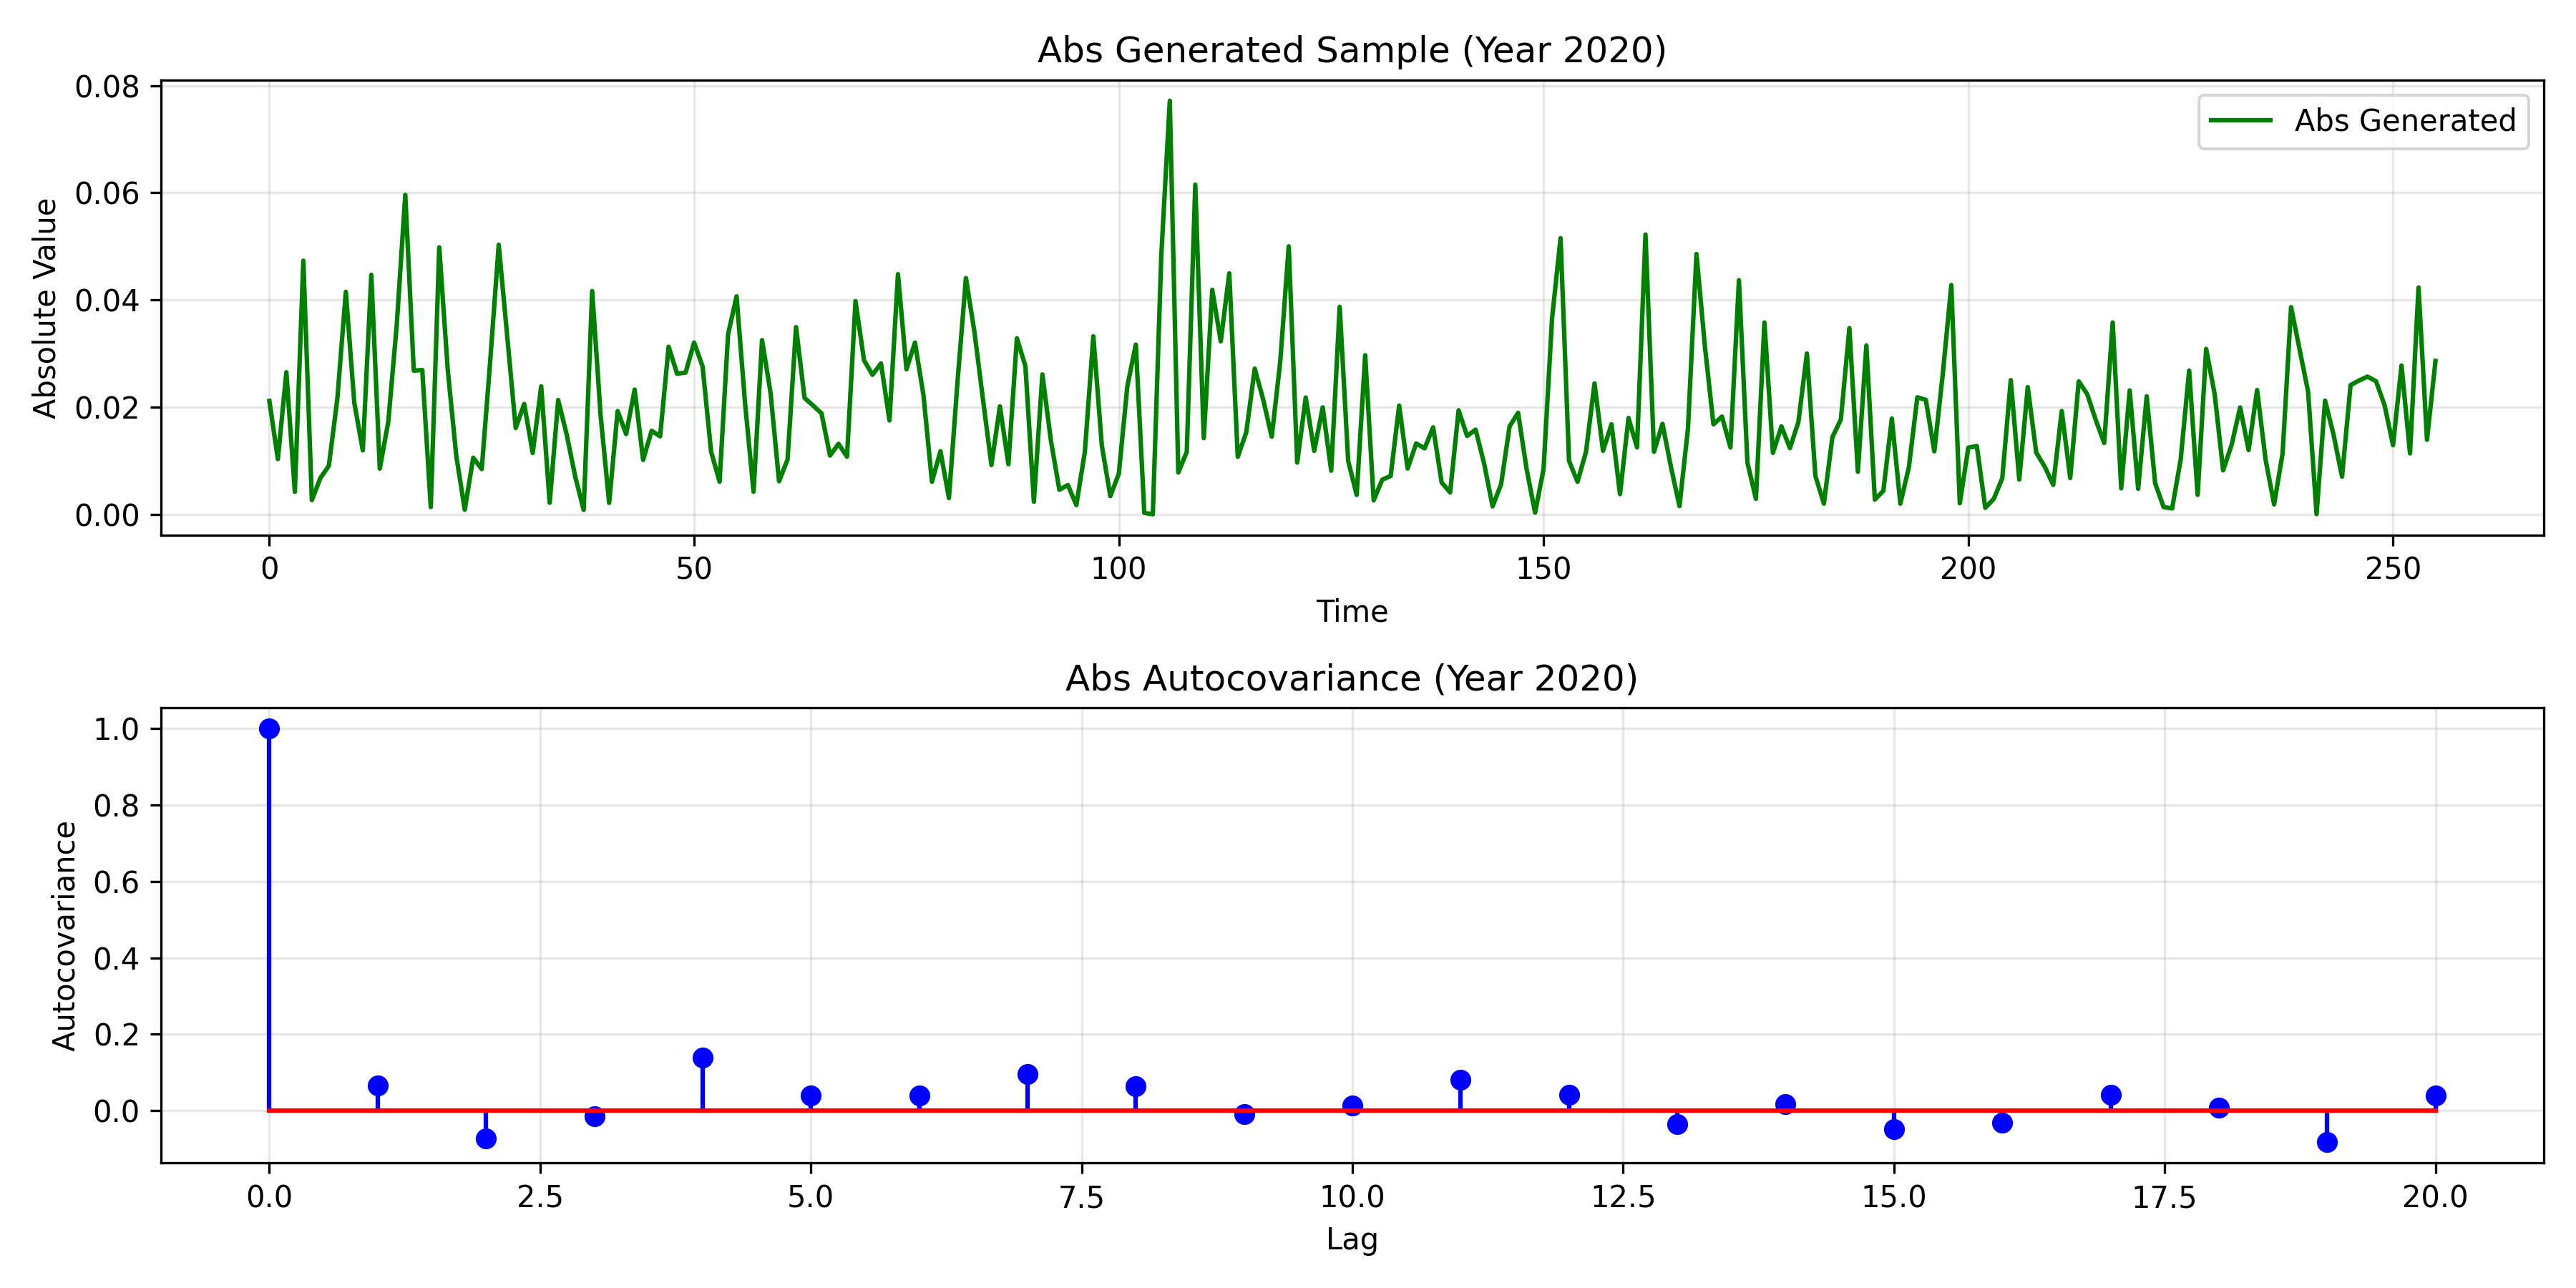 Abs Generated Sample (Year 2020)
0.08
0.06
0.04
0.02
0.00
Absolute Value
Abs Generated
0 50 100 150 200 250
Time
Abs Autocovariance (Year 2020)
1.0
0.8
0.6
0.4
0.2
0.0
Autocovariance
0.0 2.5 5.0 7.5 10.0 12.5 15.0 17.5 20.0
Lag